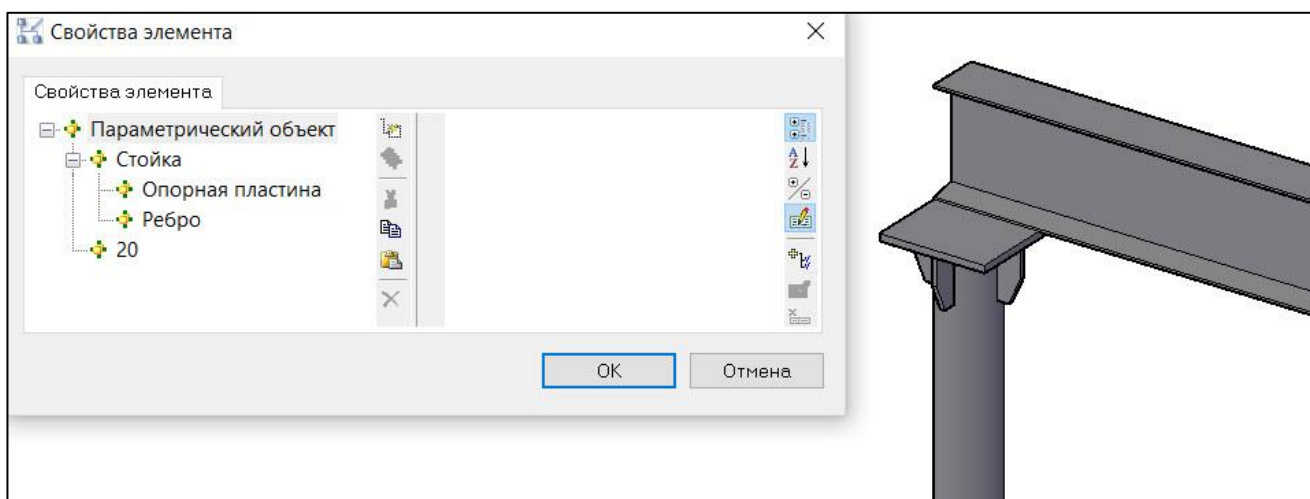 Свойства элемента
Свойства элемента
Параметрический объект
Стойка
Опорная пластина
Ребро
20
OK
Отмена